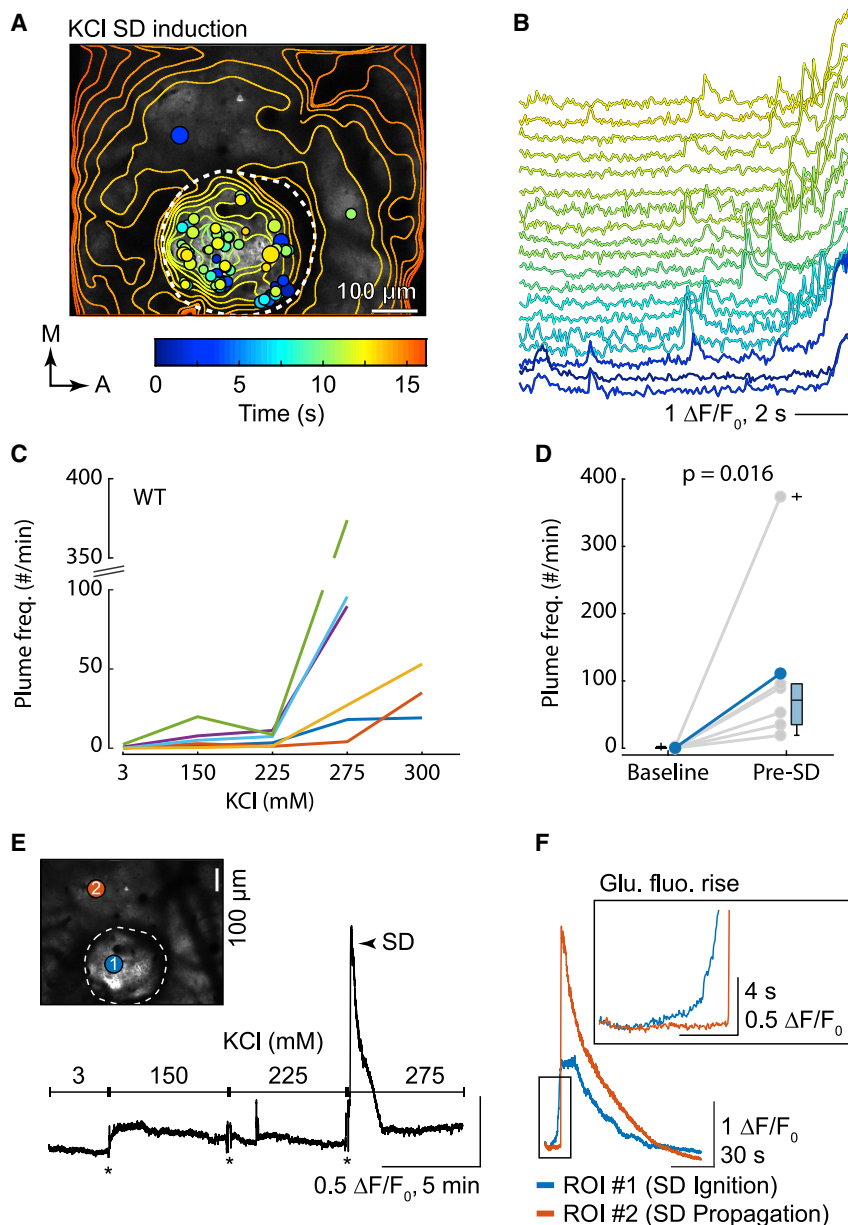 A
KCl SD induction
100 µm
M
A
0 5 10 15
Time (s)
B
1 ΔF/F0, 2 s
C
WT
400
350
100
50
0
Plume freq. (#/min)
3 150 225 275 300
KCl (mM)
D
p = 0.016
400
300
200
100
0
Plume freq. (#/min)
Baseline Pre-SD
E
2
1
100 µm
SD
KCl (mM)
3 150 225 275
* * *
0.5 ΔF/F0, 5 min
F
Glu. fluo. rise
4 s
0.5 ΔF/F0
1 ΔF/F0
30 s
ROI #1 (SD Ignition)
ROI #2 (SD Propagation)